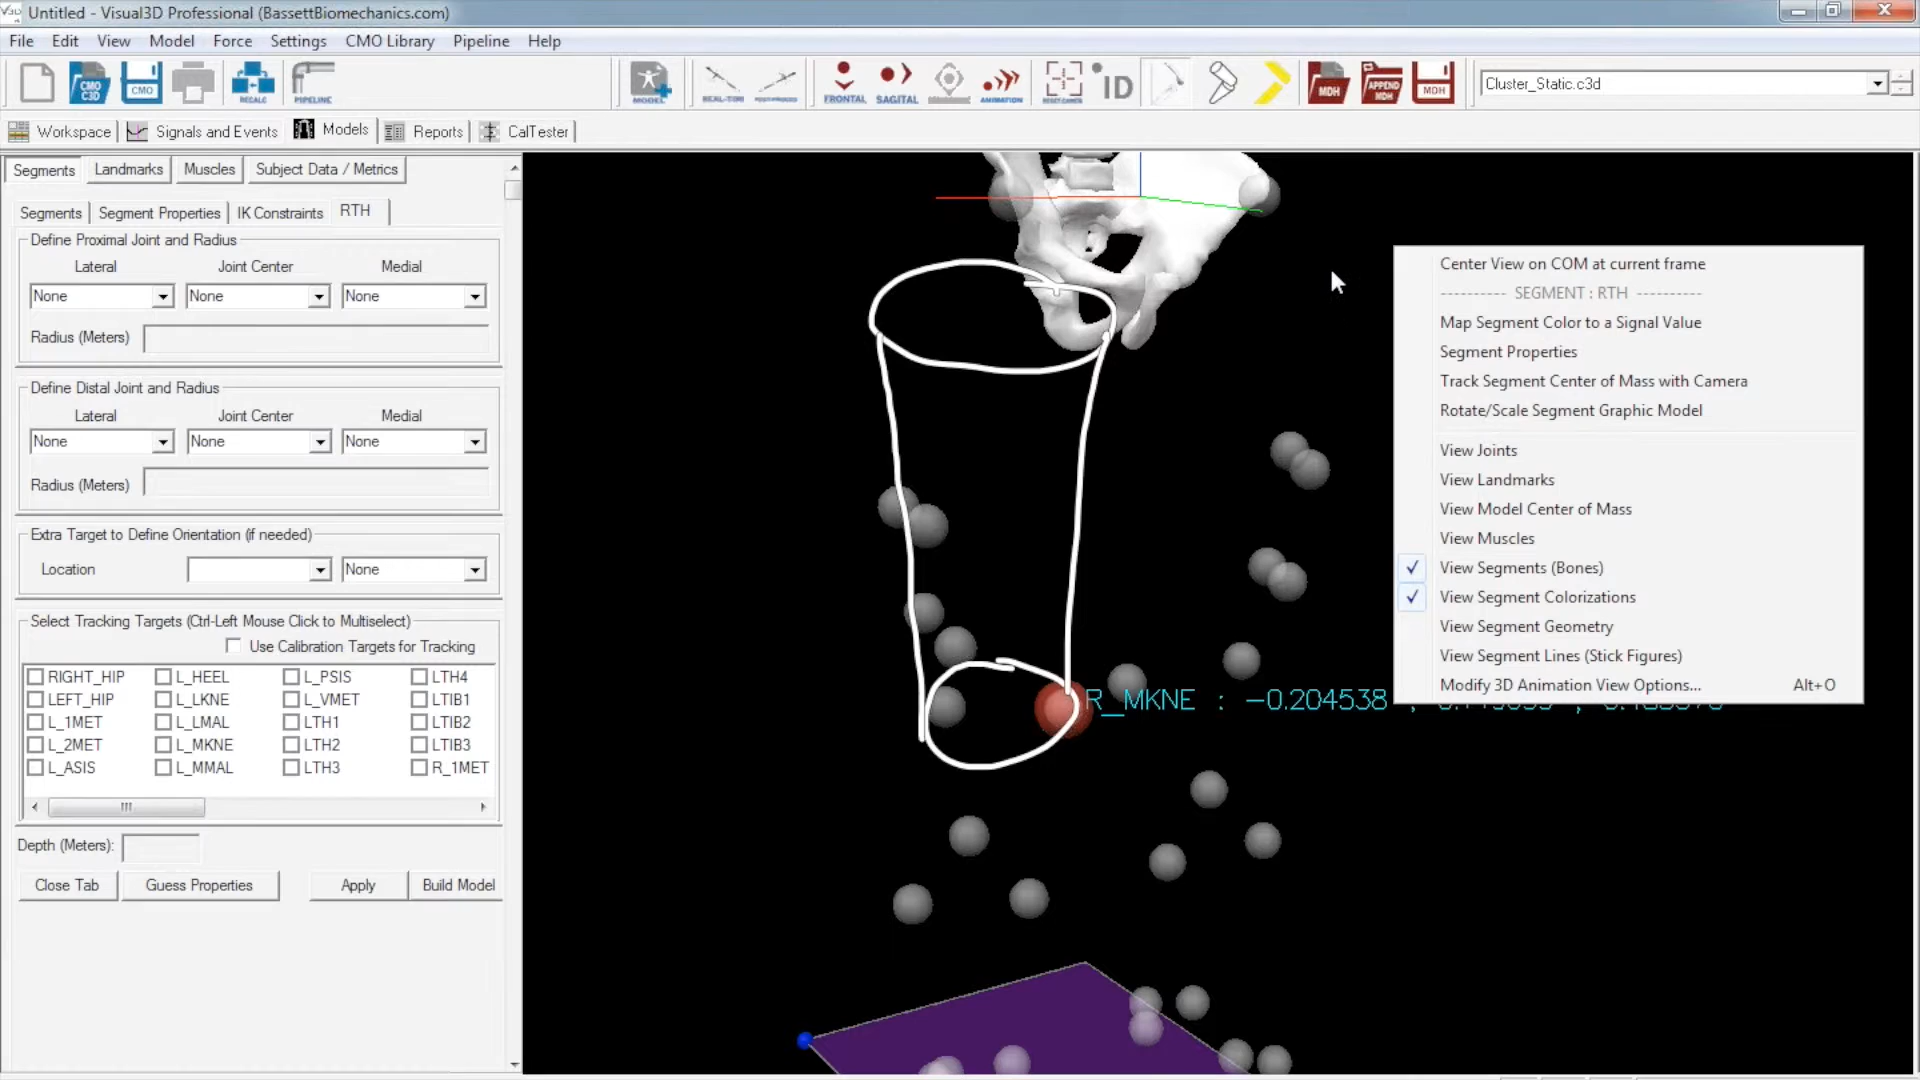 Untitled - Visual3D Professional (BassettBiomechanics.com)
File Edit View Model Force Settings CMO Library Pipeline Help
CMO C3D
CMO
RECALC
PIPELINE
MODEL
REAL-TIME
FRONTAL
SAGITAL
ANIMATION
ID
MDH
APPEND MDH
MDH
Cluster_Static.c3d
Workspace Signals and Events Models Reports CalTester
Segments Landmarks Muscles Subject Data / Metrics
Segments Segment Properties IK Constraints RTH
Define Proximal Joint and Radius
Lateral Joint Center Medial
None None None
Radius (Meters)
Define Distal Joint and Radius
Lateral Joint Center Medial
None None None
Radius (Meters)
Extra Target to Define Orientation (if needed)
Location None
Select Tracking Targets (Ctrl-Left Mouse Click to Multiselect)
Use Calibration Targets for Tracking
RIGHT_HIP L_HEEL L_PSIS LTH4
LEFT_HIP L_LKNE L_VMET LTIB1
L_1MET L_LMAL LTH1 LTIB2
L_2MET L_MKNE LTH2 LTIB3
L_ASIS L_MMAL LTH3 R_1MET
Depth (Meters):
Close Tab Guess Properties Apply Build Model
Center View on COM at current frame
---------- SEGMENT : RTH ----------
Map Segment Color to a Signal Value
Segment Properties
Track Segment Center of Mass with Camera
Rotate/Scale Segment Graphic Model
View Joints
View Landmarks
View Model Center of Mass
View Muscles
View Segments (Bones)
View Segment Colorizations
View Segment Geometry
View Segment Lines (Stick Figures)
Modify 3D Animation View Options... Alt+O
R_MKNE : -0.204538